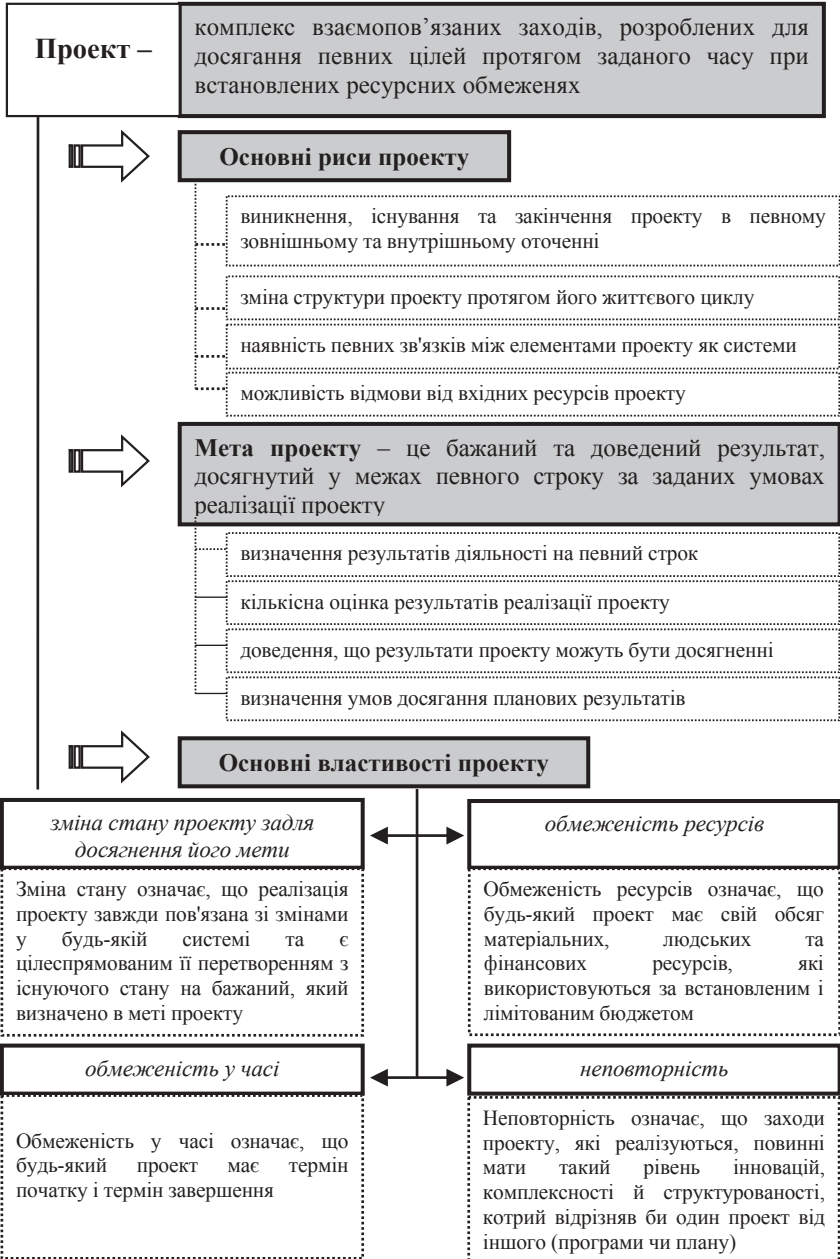 Проект –
комплекс взаємопов’язаних заходів, розроблених для
досягання певних цілей протягом заданого часу при
встановлених ресурсних обмеженях
Основні риси проекту
виникнення, існування та закінчення проекту в певному
зовнішньому та внутрішньому оточенні
зміна структури проекту протягом його життєвого циклу
наявність певних зв'язків між елементами проекту як системи
можливість відмови від вхідних ресурсів проекту
Мета проекту – це бажаний та доведений результат,
досягнутий у межах певного строку за заданих умовах
реалізації проекту
визначення результатів діяльності на певний строк
кількісна оцінка результатів реалізації проекту
доведення, що результати проекту можуть бути досягненні
визначення умов досягання планових результатів
Основні властивості проекту
зміна стану проекту задля
досягнення його мети
Зміна стану означає, що реалізація
проекту завжди пов'язана зі змінами
у будь-якій системі та є
цілеспрямованим її перетворенням з
існуючого стану на бажаний, який
визначено в меті проекту
обмеженість ресурсів
Обмеженість ресурсів означає, що
будь-який проект має свій обсяг
матеріальних, людських та
фінансових ресурсів, які
використовуються за встановленим і
лімітованим бюджетом
обмеженість у часі
Обмеженість у часі означає, що
будь-який проект має термін
початку і термін завершення
неповторність
Неповторність означає, що заходи
проекту, які реалізуються, повинні
мати такий рівень інновацій,
комплексності й структурованості,
котрий відрізняв би один проект від
іншого (програми чи плану)